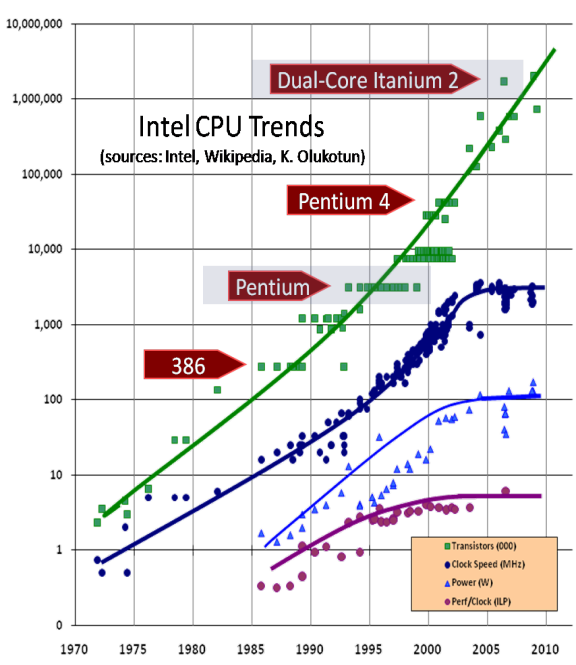 10,000,000
1,000,000
100,000
10,000
1,000
100
10
1
0
Dual-Core Itanium 2
Intel CPU Trends
(sources: Intel, Wikipedia, K. Olukotun)
Pentium 4
Pentium
386
Transistors (000)
Clock Speed (MHz)
Power (W)
Perf/Clock (ILP)
1970 1975 1980 1985 1990 1995 2000 2005 2010